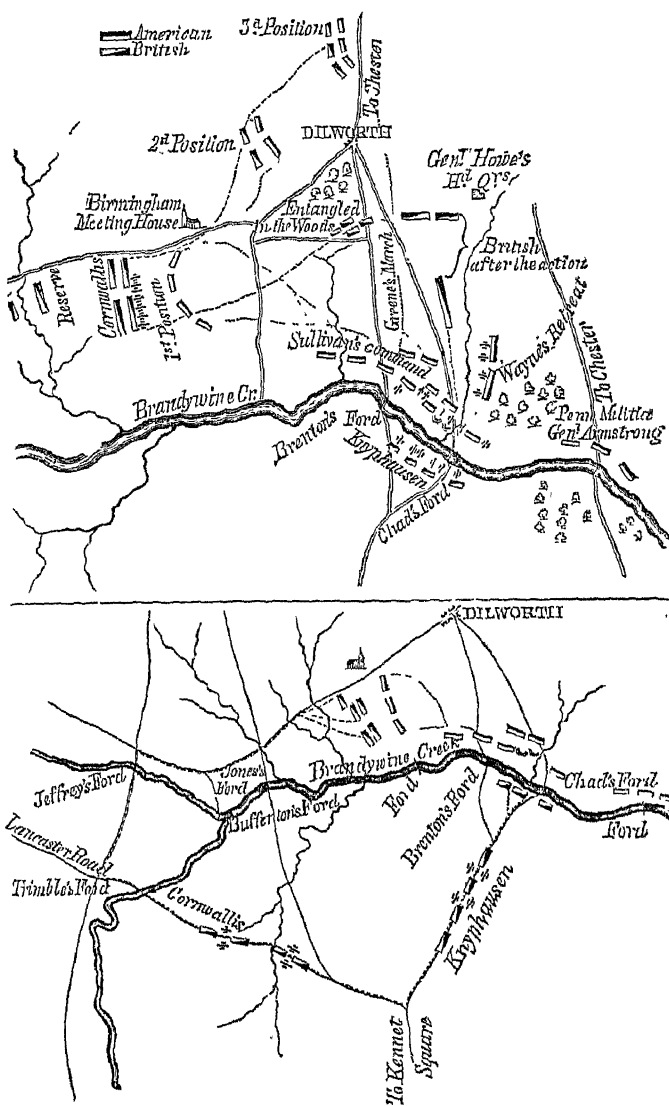 American
British
3ᵈ Position
To Chester
2ᵈ Position
DILWORTH
Genˡ. Howe's
Hᵈ. Qʳˢ.
Birmingham
Meeting House
Entangled
in the Woods
British
after the action
Reserve
Cornwallis
1ˢᵗ
Position
Greene's March
Sullivan's command
Wayne's Retreat
To Chester
Brandywine Cr.
Brenton's Ford
Knyphausen
Penn. Militia
Genˡ. Armstrong
Chad's Ford
DILWORTH
Jeffrey's Ford
Jones's
Ford
Brandywine Creek
Buffenton's Ford
Ford
Brenton's Ford
Chad's Ford
Ford
Lancaster Road
Trimble's Ford
Cornwallis
Knyphausen
To Kennet
Square